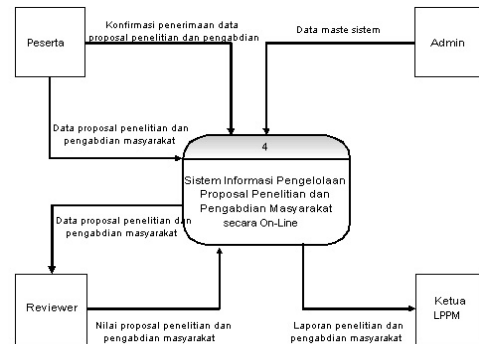 Konfirmasi penerimaan data
proposal penelitian dan pengabdian
Data maste sistem
Peserta
Admin
Data proposal penelitian dan
pengabdian masyarakat
4
Sistem Informasi Pengelolaan
Proposal Penelitian dan
Pengabdian Masyarakat
secara On-Line
Data proposal penelitian dan
pengabdian masyarakat
Reviewer
Ketua
LPPM
Nilai proposal penelitian dan
pengabdian masyarakat
Laporan penelitian dan
pengabdian masyarakat